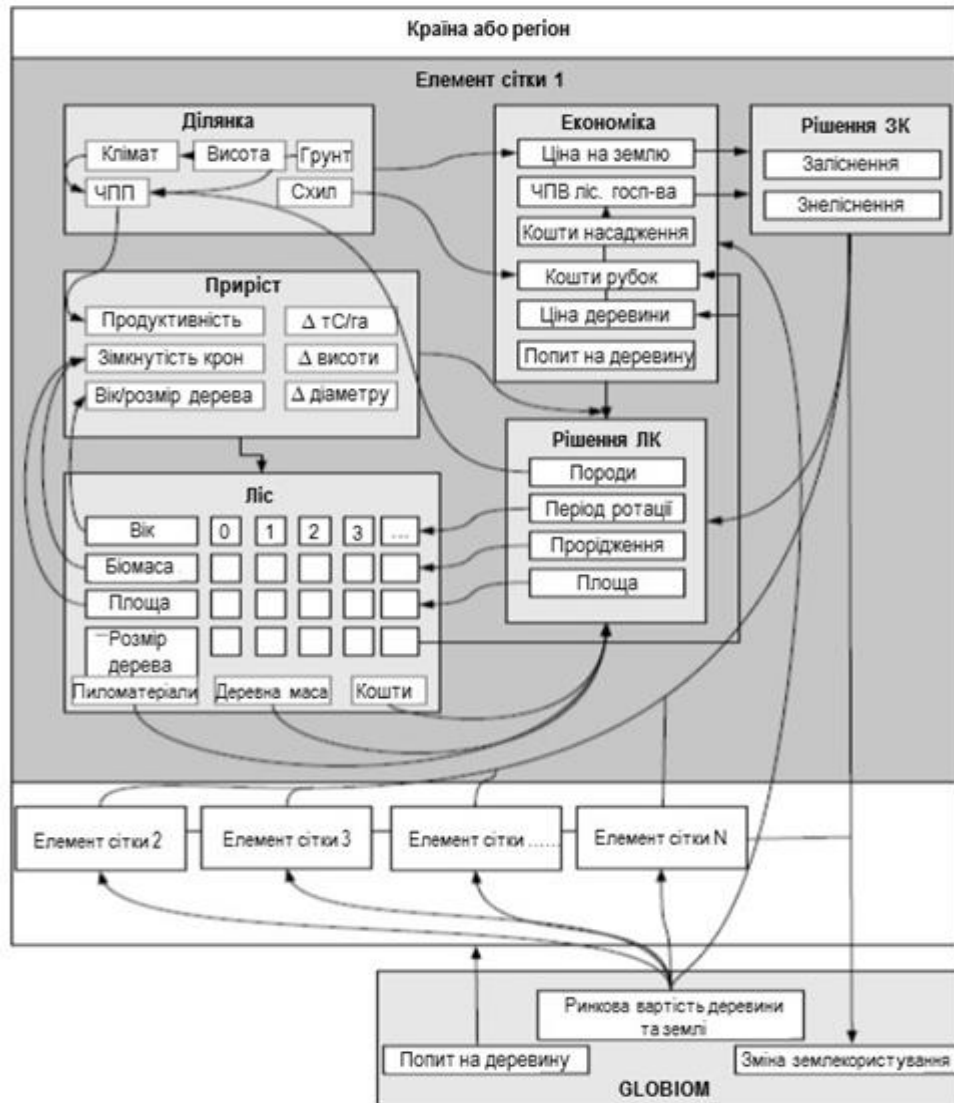 Країна або регіон
Елемент сітки 1
Ділянка
Клімат
Висота
Грунт
ЧПП
Схил
Економіка
Ціна на землю
ЧПВ ліс. госп-ва
Кошти насадження
Кошти рубок
Ціна деревини
Попит на деревину
Рішення ЗК
Заліснення
Знеліснення
Приріст
Продуктивність
Δ тС/га
Зімкнутість крон
Δ висоти
Вік/розмір дерева
Δ діаметру
Рішення ЛК
Породи
Період ротації
Прорідження
Площа
Ліс
Вік
0
1
2
3
...
Біомаса
Площа
Розмір
дерева
Пиломатеріали
Деревна маса
Кошти
Елемент сітки 2
Елемент сітки 3
Елемент сітки ......
Елемент сітки N
Ринкова вартість деревини
та землі
Попит на деревину
Зміна землекористування
GLOBIOM